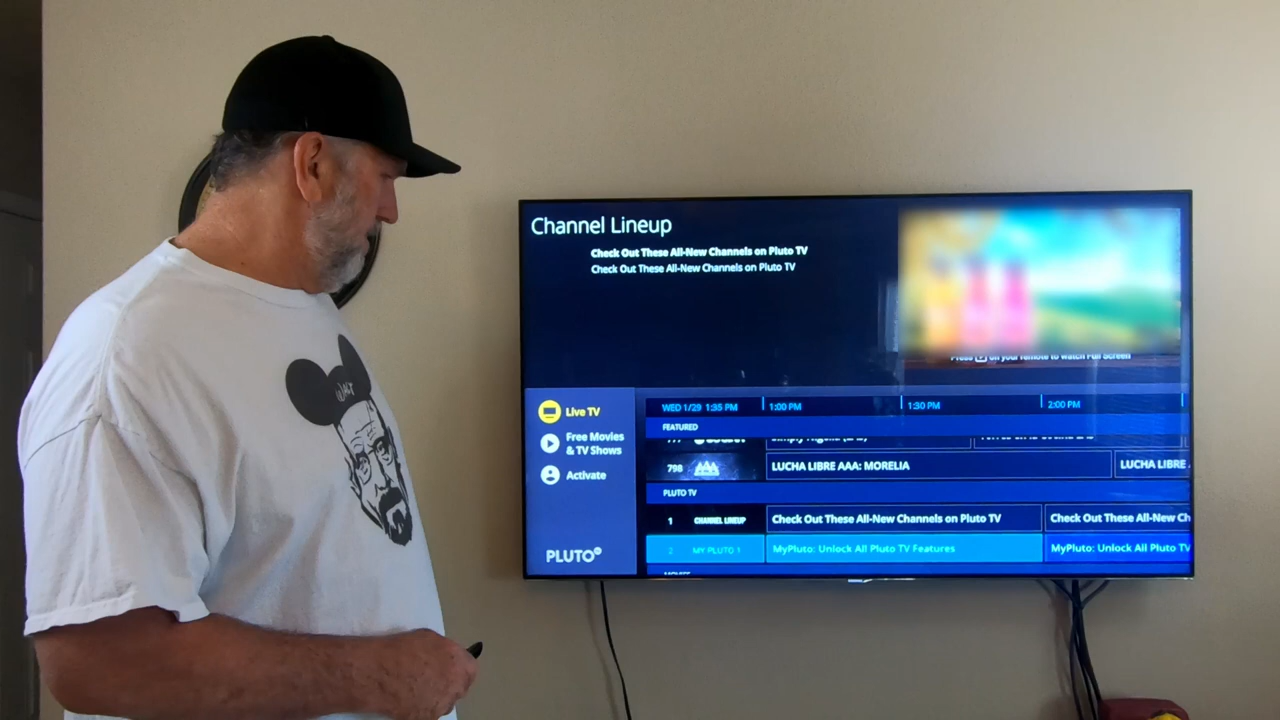 Channel Lineup
Check Out These All-New Channels on Pluto TV
Check Out These All-New Channels on Pluto TV
on your remote to watch Full Screen
Live TV
Free Movies
& TV Shows
Activate
PLUTO TV
WED 1/29 1:35 PM 1:00 PM 1:30 PM 2:00 PM
FEATURED
798 AAA LUCHA LIBRE AAA: MORELIA LUCHA LIBRE
PLUTO TV
1 CHANNEL LINEUP Check Out These All-New Channels on Pluto TV Check Out These All-New Ch
2 MY PLUTO 1 MyPluto: Unlock All Pluto TV Features MyPluto: Unlock All Pluto TV
WALT